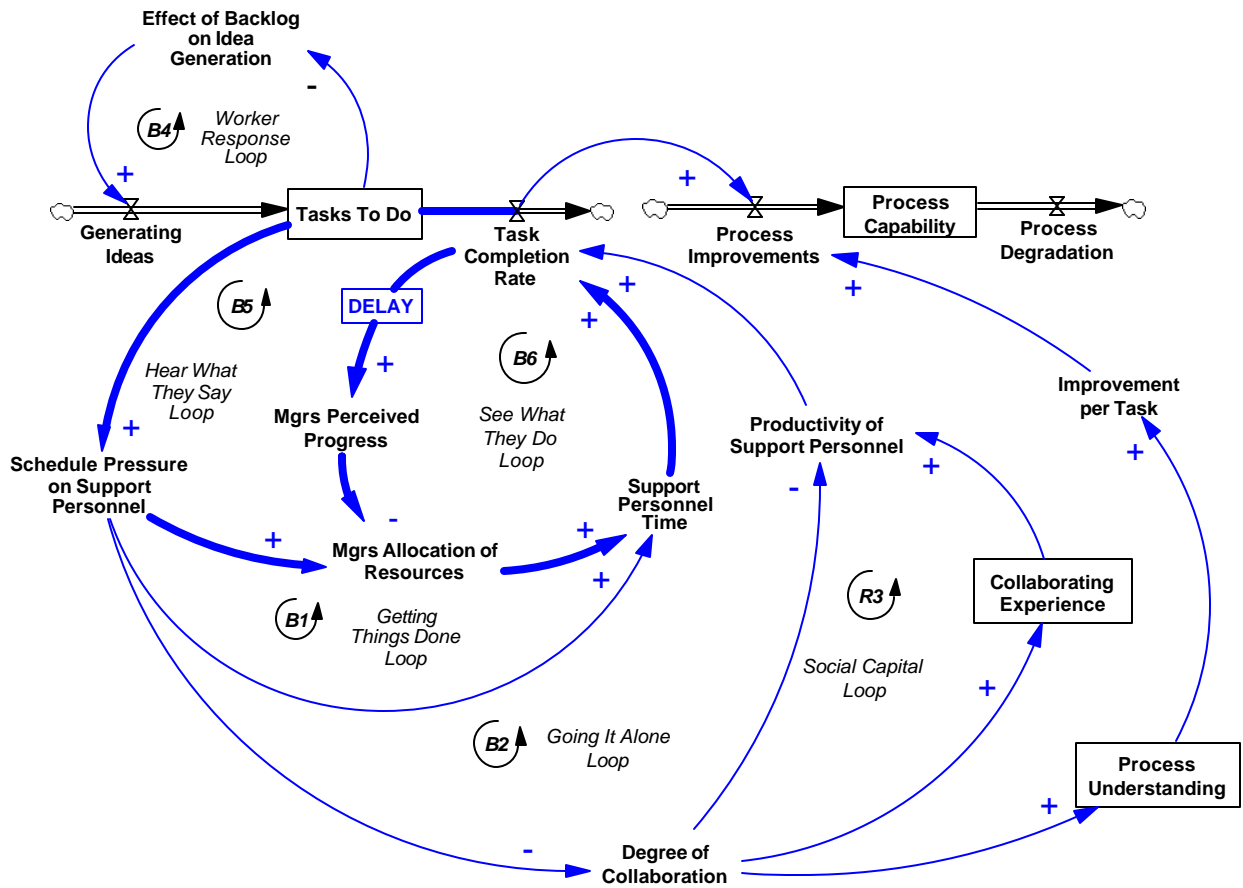 Effect of Backlog
on Idea
Generation
-
B4
Worker
Response
Loop
+
+
Tasks To Do
Generating
Ideas
Task
Completion
Rate
Process
Improvements
Process
Capability
Process
Degradation
B5
DELAY
+
+
+
+
B6
Hear What
They Say
Loop
+
Mgrs Perceived
Progress
See What
They Do
Loop
Improvement
per Task
Productivity of
Support Personnel
+
+
Schedule Pressure
on Support
Personnel
-
Support
Personnel
Time
+
-
+
Mgrs Allocation of
Resources
+
B1
Getting
Things Done
Loop
R3
Collaborating
Experience
Social Capital
Loop
+
B2
Going It Alone
Loop
Process
Understanding
+
-
Degree of
Collaboration